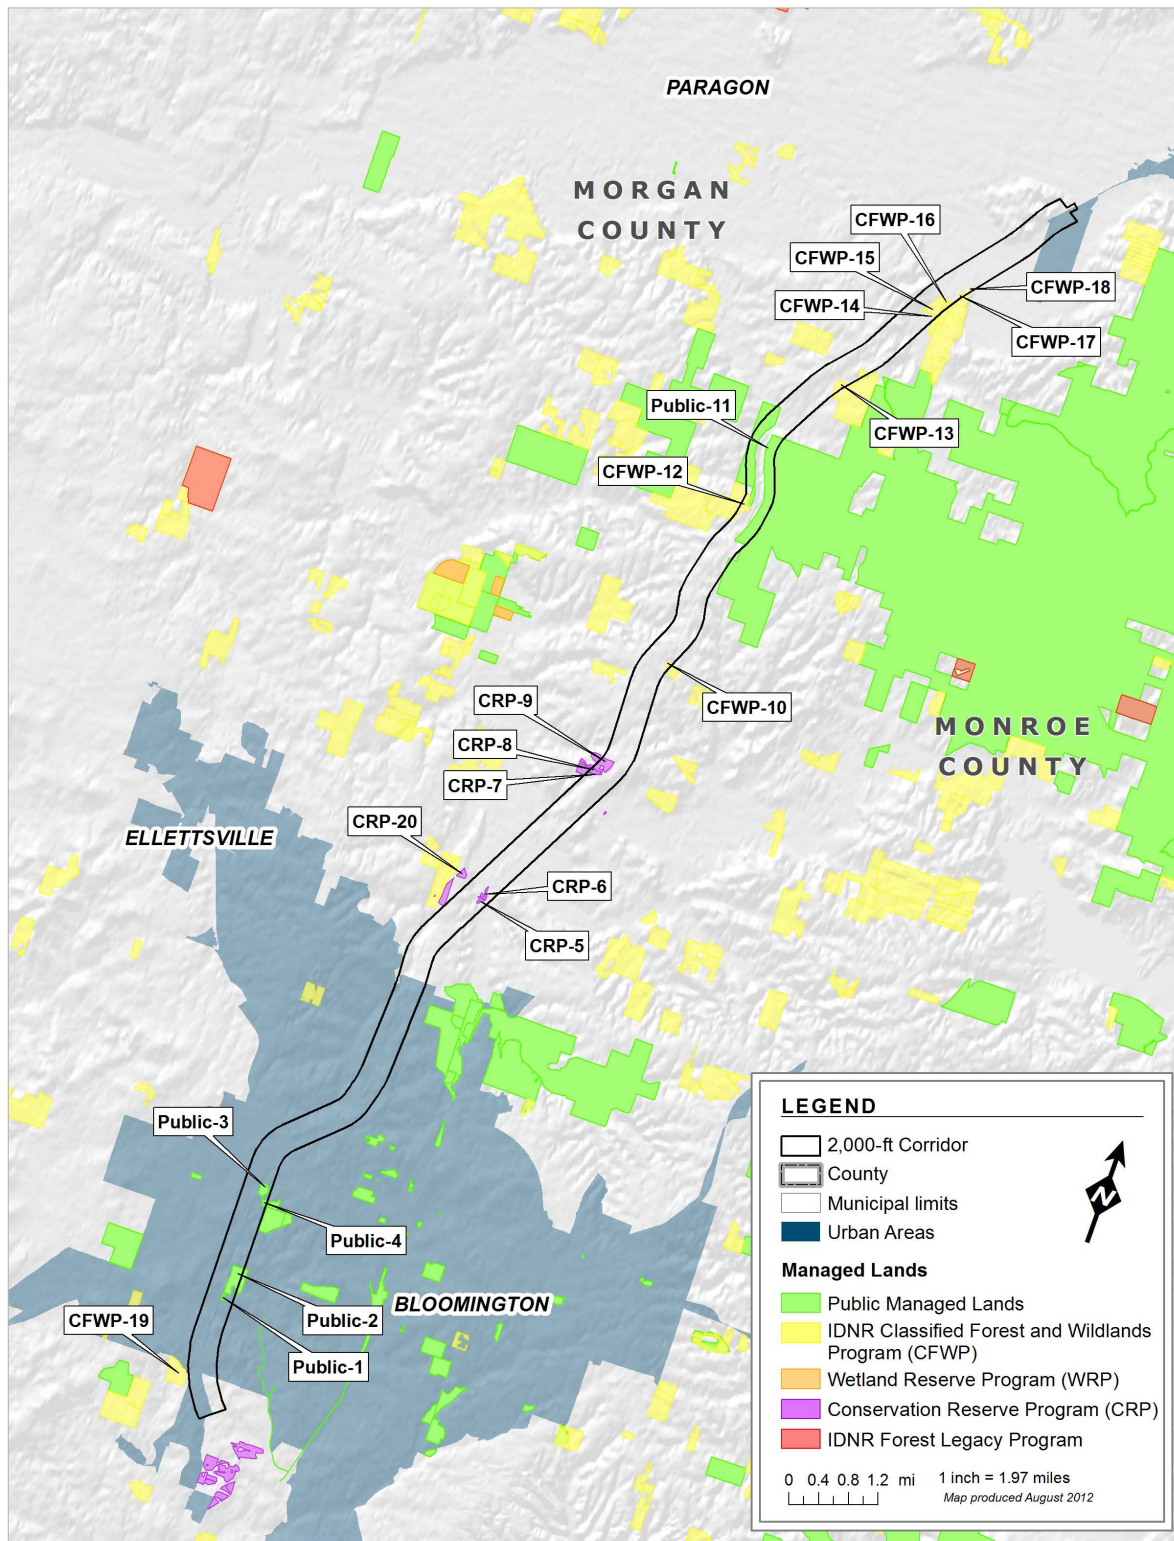 PARAGON
MORGAN
COUNTY
CFWP-16
CFWP-15
CFWP-14
CFWP-18
CFWP-17
Public-11
CFWP-13
CFWP-12
CRP-9
CFWP-10
CRP-8
CRP-7
MONROE
COUNTY
CRP-20
ELLETTSVILLE
CRP-6
CRP-5
Public-3
Public-4
BLOOMINGTON
Public-2
CFWP-19
Public-1
LEGEND
2,000-ft Corridor
County
Municipal limits
Urban Areas
N
Managed Lands
Public Managed Lands
IDNR Classified Forest and Wildlands
Program (CFWP)
Wetland Reserve Program (WRP)
Conservation Reserve Program (CRP)
IDNR Forest Legacy Program
0 0.4 0.8 1.2 mi
1 inch = 1.97 miles
Map produced August 2012